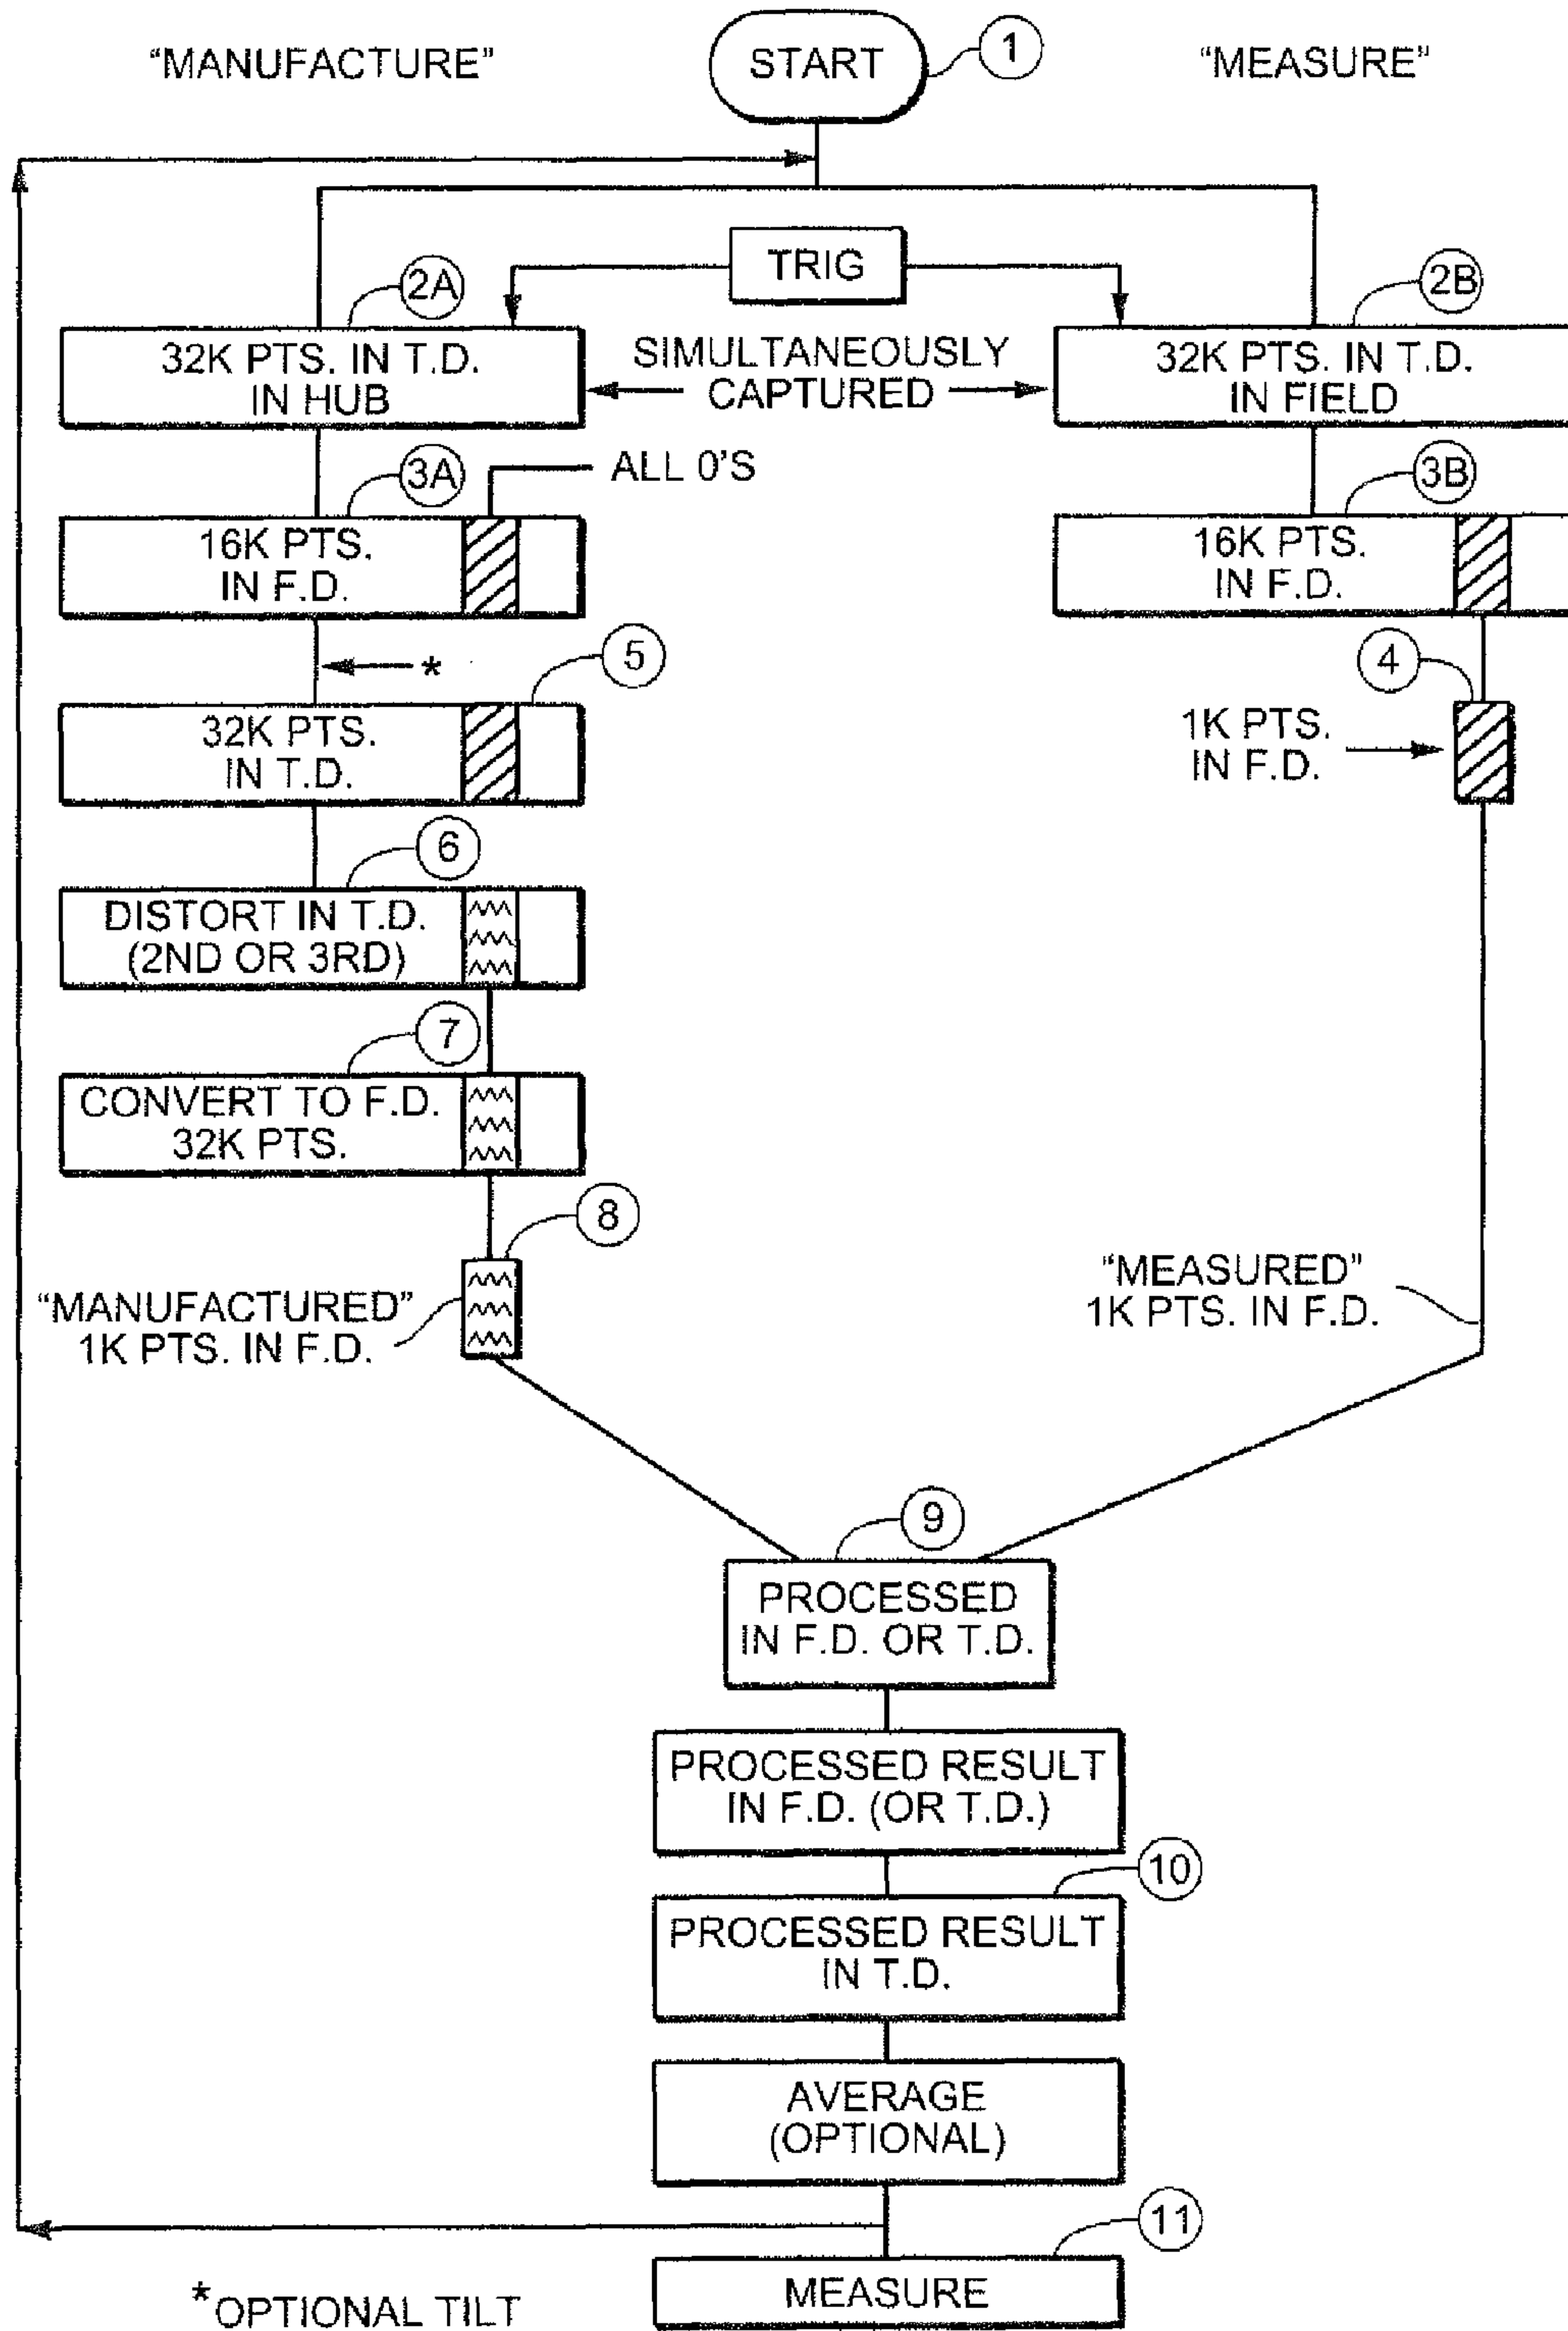 "MANUFACTURE"
START
1
"MEASURE"
TRIG
2A
2B
32K PTS. IN T.D.
IN HUB
SIMULTANEOUSLY
CAPTURED
32K PTS. IN T.D.
IN FIELD
3A
ALL 0'S
3B
16K PTS.
IN F.D.
16K PTS.
IN F.D.
*
5
4
32K PTS.
IN T.D.
1K PTS.
IN F.D.
6
DISTORT IN T.D.
(2ND OR 3RD)
7
CONVERT TO F.D.
32K PTS.
8
"MANUFACTURED"
1K PTS. IN F.D.
"MEASURED"
1K PTS. IN F.D.
9
PROCESSED
IN F.D. OR T.D.
PROCESSED RESULT
IN F.D. (OR T.D.)
10
PROCESSED RESULT
IN T.D.
AVERAGE
(OPTIONAL)
11
MEASURE
*OPTIONAL TILT